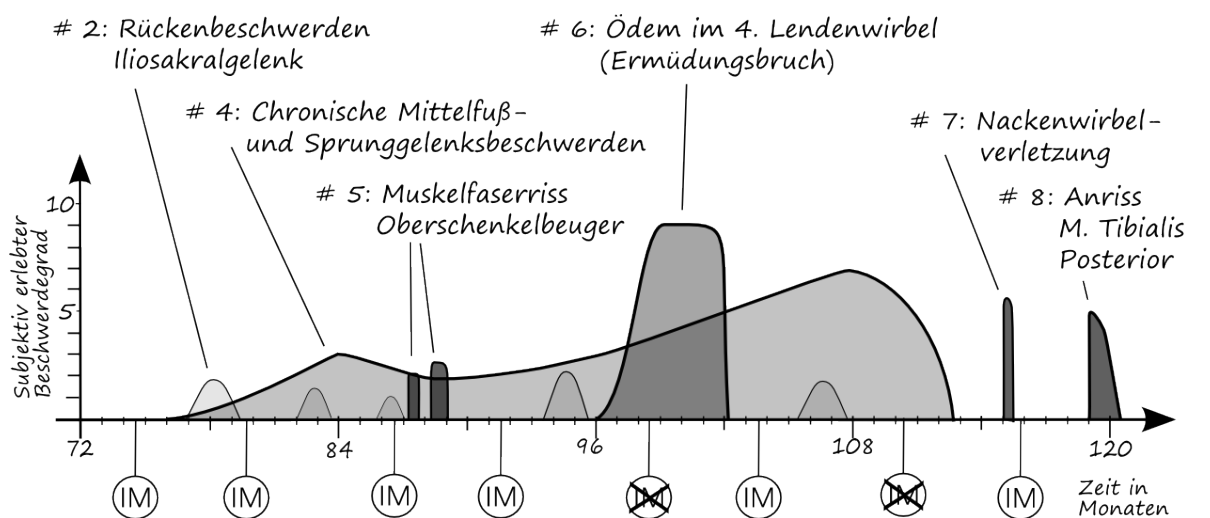 # 2: Rückenbeschwerden
Iliosakralgelenk
# 6: Ödem im 4. Lendenwirbel
(Ermüdungsbruch)
# 4: Chronische Mittelfuß-
und Sprunggelenksbeschwerden
# 7: Nackenwirbel-
verletzung
# 5: Muskelfaserriss
Oberschenkelbeuger
# 8: Anriss
M. Tibialis
Posterior
Subjektiv erlebter
Beschwerdegrad
10
5
72 84 96 108 120
IM IM IM IM IM IM IM IM
Zeit in
Monaten